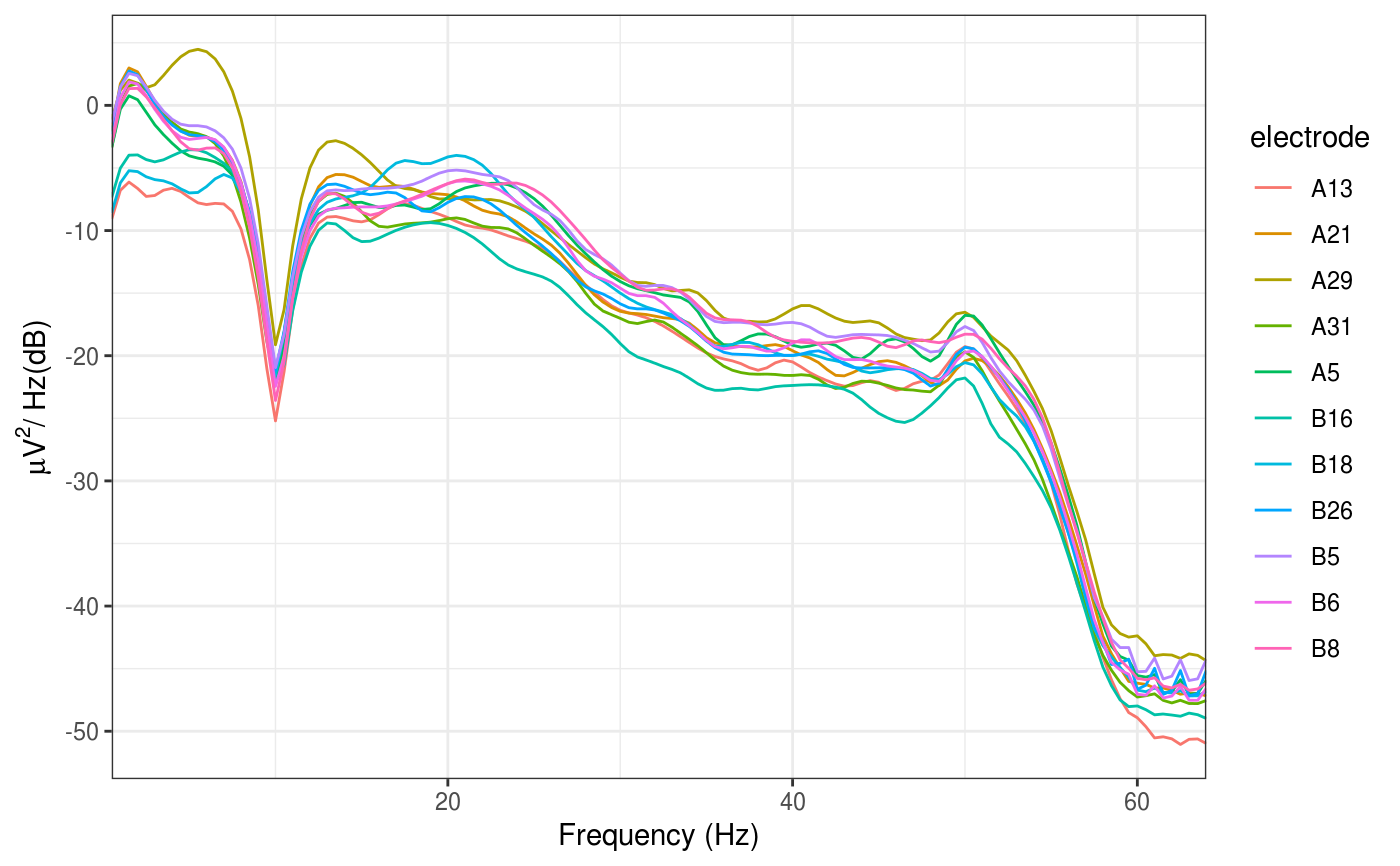 0
-10
-20
-30
-40
-50
20
40
60
μV²/ Hz(dB)
Frequency (Hz)
electrode
A13
A21
A29
A31
A5
B16
B18
B26
B5
B6
B8